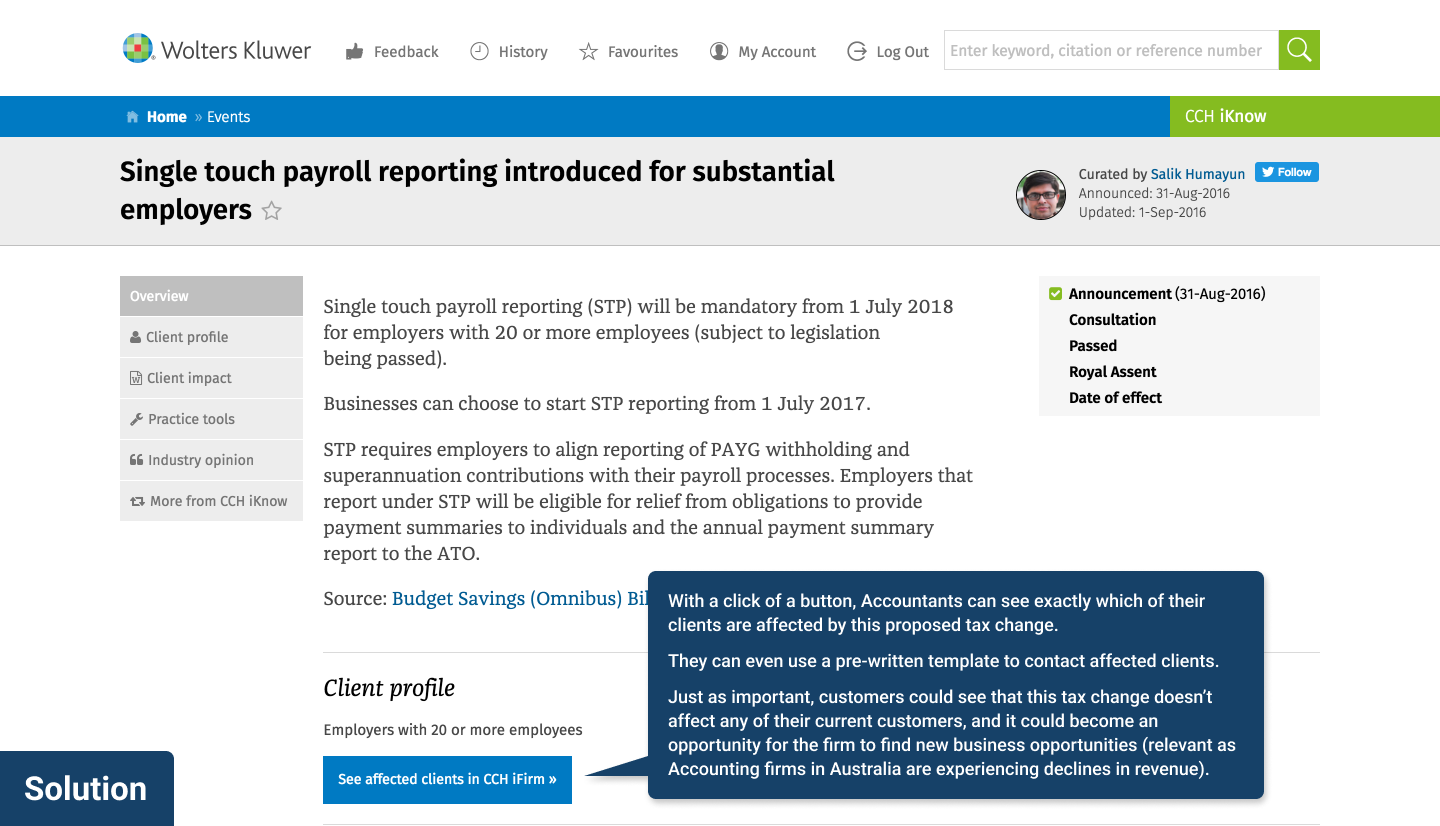 Wolters Kluwer
Feedback
History
Favourites
My Account
Log Out
Enter keyword, citation or reference number
Home » Events
CCH iKnow
Single touch payroll reporting introduced for substantial
employers
Curated by Salik Humayun
Follow
Announced: 31-Aug-2016
Updated: 1-Sep-2016
Overview
Client profile
Client impact
Practice tools
Industry opinion
More from CCH iKnow
Single touch payroll reporting (STP) will be mandatory from 1 July 2018
for employers with 20 or more employees (subject to legislation
being passed).
Businesses can choose to start STP reporting from 1 July 2017.
STP requires employers to align reporting of PAYG withholding and
superannuation contributions with their payroll processes. Employers that
report under STP will be eligible for relief from obligations to provide
payment summaries to individuals and the annual payment summary
report to the ATO.
Source: Budget Savings (Omnibus)
Announcement (31-Aug-2016)
Consultation
Passed
Royal Assent
Date of effect
Client profile
Employers with 20 or more employees
See affected clients in CCH iFirm »
With a click of a button, Accountants can see exactly which of their
clients are affected by this proposed tax change.
They can even use a pre-written template to contact affected clients.
Just as important, customers could see that this tax change doesn't
affect any of their current customers, and it could become an
opportunity for the firm to find new business opportunities (relevant as
Accounting firms in Australia are experiencing declines in revenue).
Solution